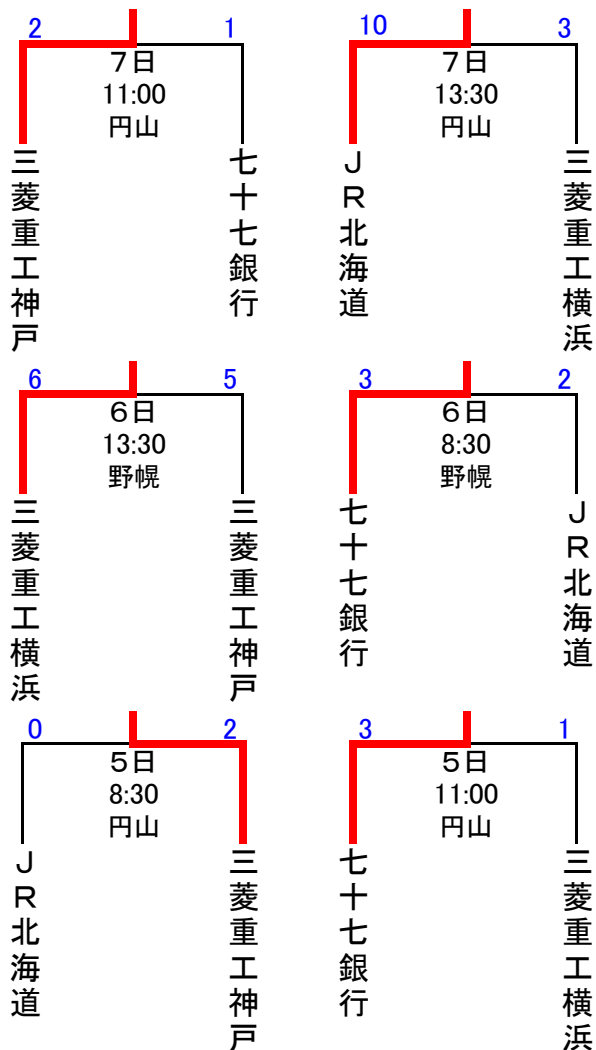 2 1
７日
11:00
円山
三菱重工神戸
七十七銀行
10 3
７日
13:30
円山
ＪＲ北海道
三菱重工横浜
6 5
６日
13:30
野幌
三菱重工横浜
三菱重工神戸
3 2
６日
8:30
野幌
七十七銀行
ＪＲ北海道
0 2
５日
8:30
円山
ＪＲ北海道
三菱重工神戸
3 1
５日
11:00
円山
七十七銀行
三菱重工横浜